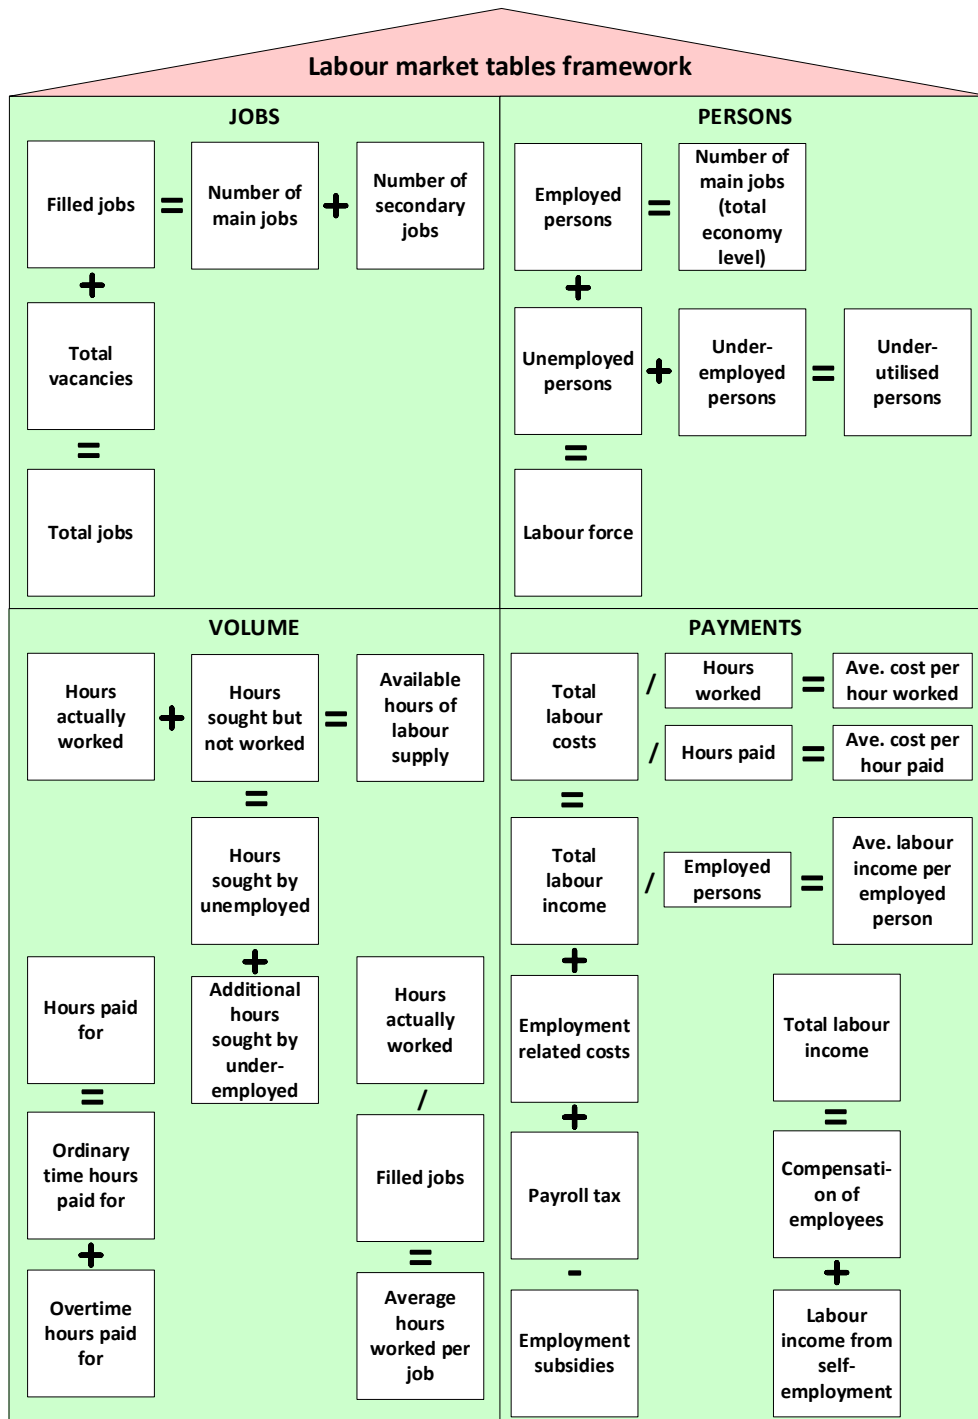 Labour market tables framework
JOBS
Filled jobs
=
Number of
main jobs
+
Number of
secondary
jobs
+
Total
vacancies
=
Total jobs
PERSONS
Employed
persons
=
Number of
main jobs
(total
economy
level)
+
Unemployed
persons
+
Under-
employed
persons
=
Under-
utilised
persons
=
Labour force
VOLUME
Hours
actually
worked
+
Hours
sought but
not worked
=
Available
hours of
labour
supply
=
Hours
sought by
unemployed
+
Additional
hours
sought by
under-
employed
Hours paid
for
=
Ordinary
time hours
paid for
+
Overtime
hours paid
for
Hours
actually
worked
/
Filled jobs
=
Average
hours
worked per
job
PAYMENTS
Total
labour
costs
/
Hours
worked
=
Ave. cost per
hour worked
/
Hours paid
=
Ave. cost per
hour paid
=
Total
labour
income
/
Employed
persons
=
Ave. labour
income per
employed
person
+
Employment
related costs
+
Payroll tax
-
Employment
subsidies
Total labour
income
=
Compensati-
on of
employees
+
Labour
income from
self-
employment